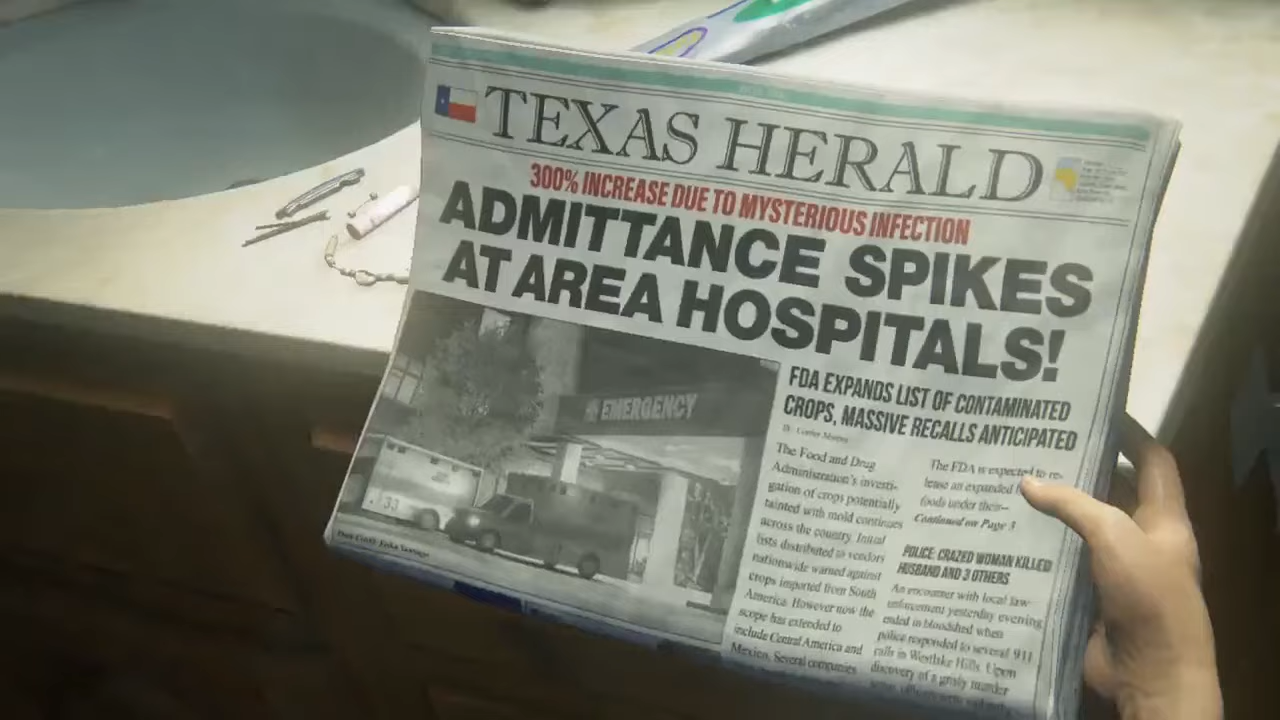 TEXAS HERALD
300% INCREASE DUE TO MYSTERIOUS INFECTION
ADMITTANCE SPIKES
AT AREA HOSPITALS!
EMERGENCY
33
FDA EXPANDS LIST OF CONTAMINATED
CROPS, MASSIVE RECALLS ANTICIPATED
The Food and Drug
Administration's investi-
gation of crops potentially
tainted with mold continues
across the country. Initial
lists distributed to vendors
nationwide warned against
crops imported from South
America. However now the
scope has extended to
include Central America and
Mexico. Several companies
The FDA is expected to re-
lease an expanded
foods under their--
Continued on Page 3
POLICE: CRAZED WOMAN KILLED
HUSBAND AND 3 OTHERS
An encounter with local law
enforcement yesterday evening
ended in bloodshed when
police responded to several 911
calls in Westlake Hills. Upon
discovery of a grisly murder